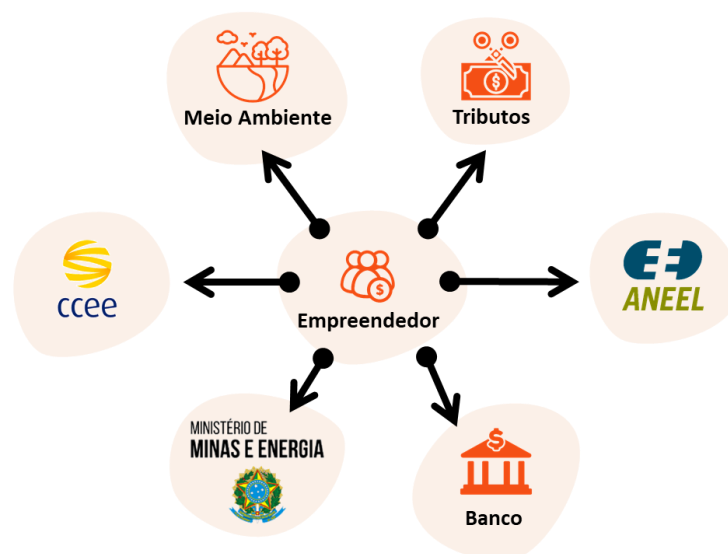 Meio Ambiente
Tributos
ccee
Empreendedor
ANEEL
MINISTÉRIO DE
MINAS E ENERGIA
Banco